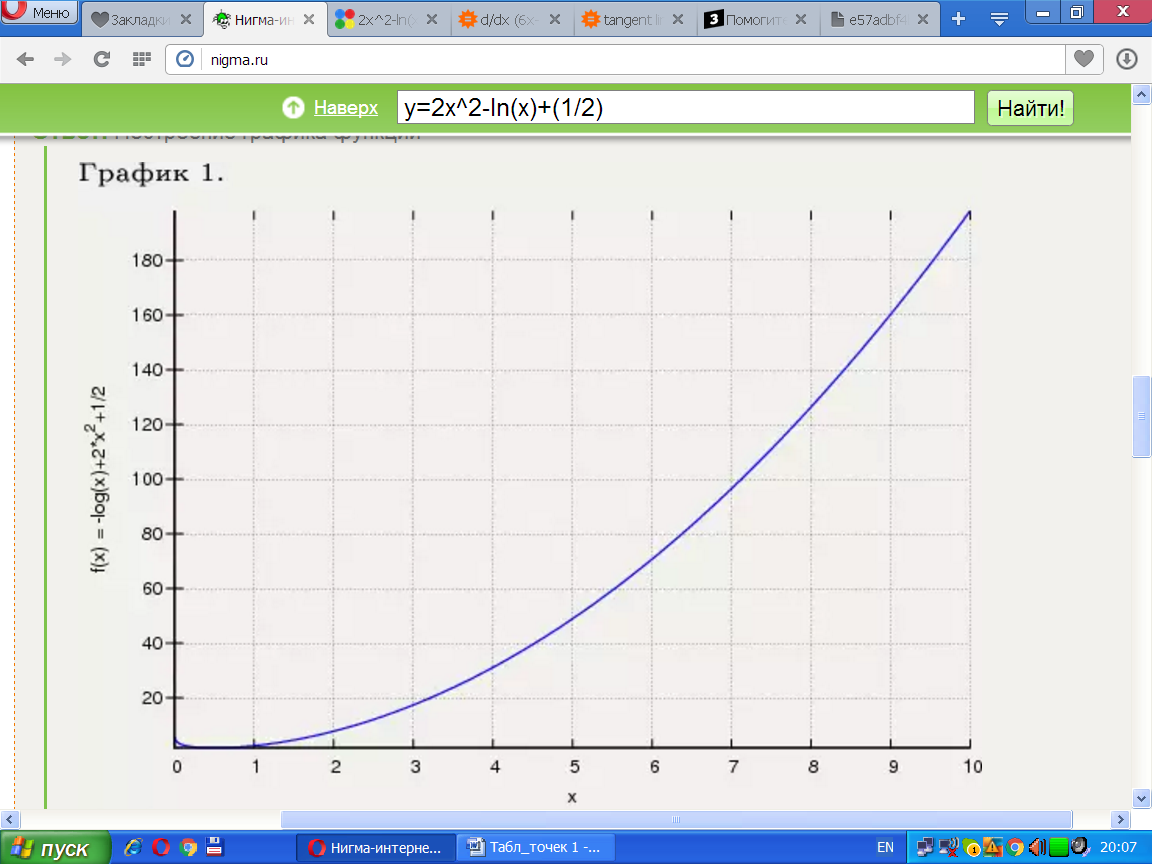 Меню
Закладки
Нигма-ин
2x^2-ln(
d/dx (6x-
tangent li
Помогит
e57adbf4
nigma.ru
Наверх
y=2x^2-ln(x)+(1/2)
Найти!
Построение графика функции
График 1.
180
160
140
120
100
80
60
40
20
f(x) = -log(x)+2*x^2+1/2
0 1 2 3 4 5 6 7 8 9 10
x
пуск
Нигма-интерне...
Табл_точек 1 -...
EN
20:07